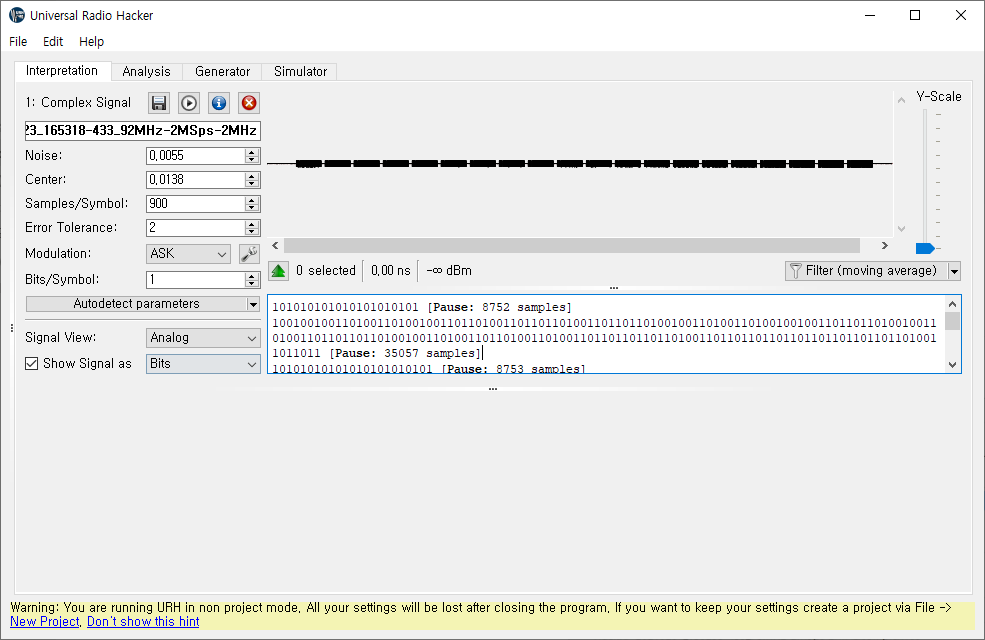 Universal Radio Hacker
File Edit Help
Interpretation Analysis Generator Simulator
1: Complex Signal
23_165318-433_92MHz-2MSps-2MHz
Noise: 0,0055
Center: 0,0138
Samples/Symbol: 900
Error Tolerance: 2
Modulation: ASK
Bits/Symbol: 1
Autodetect parameters
Signal View: Analog
Show Signal as Bits
Y-Scale
0 selected 0,00 ns -∞ dBm Filter (moving average)
101010101010101010101 [Pause: 8752 samples]
1011011 [Pause: 35057 samples]
10101010101010101010101 [Pause: 8753 samples]
Warning: You are running URH in non project mode. All your settings will be lost after closing the program. If you want to keep your settings create a project via File ->
New Project. Don't show this hint